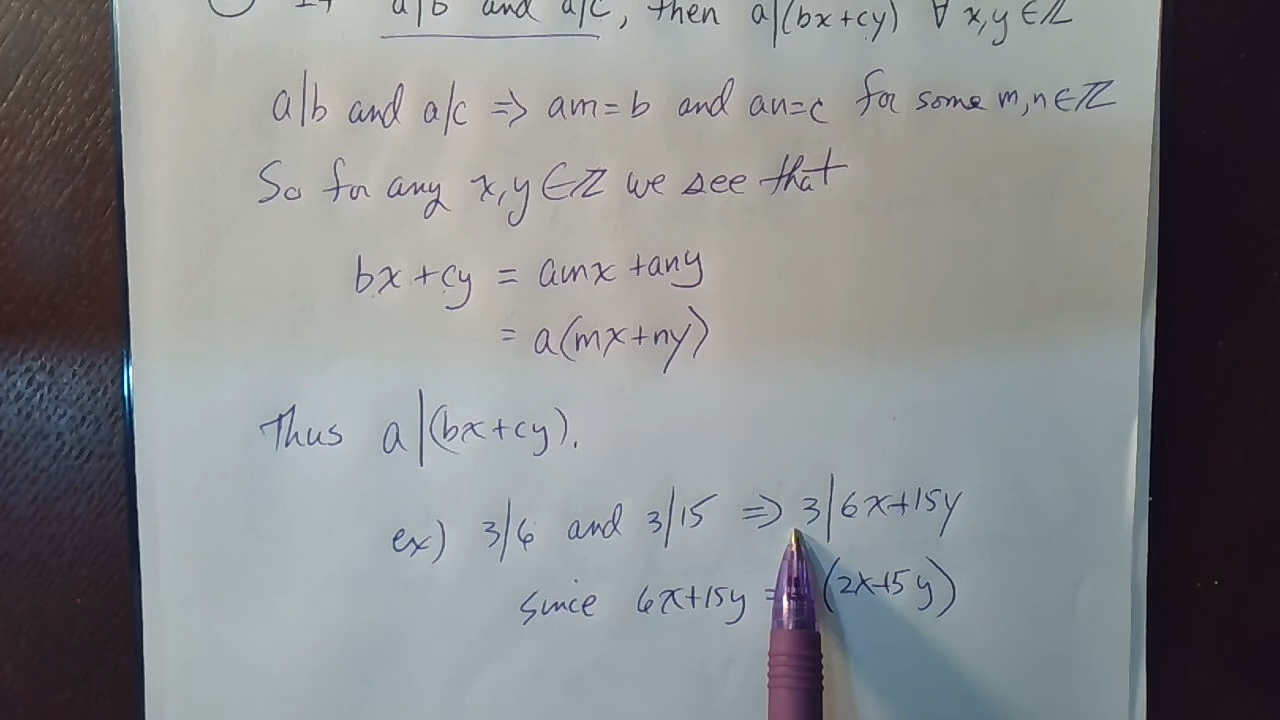 If a|b and a|c, then a|(bx+cy) ∀ x,y ∈ ℤ
a|b and a|c => am=b and an=c for some m,n∈ℤ
So for any x,y∈ℤ we see that
bx+cy = amx+any
= a(mx+ny)
Thus a|(bx+cy).
ex) 3|6 and 3|15 => 3|6x+15y
since 6x+15y = (2x+5y)